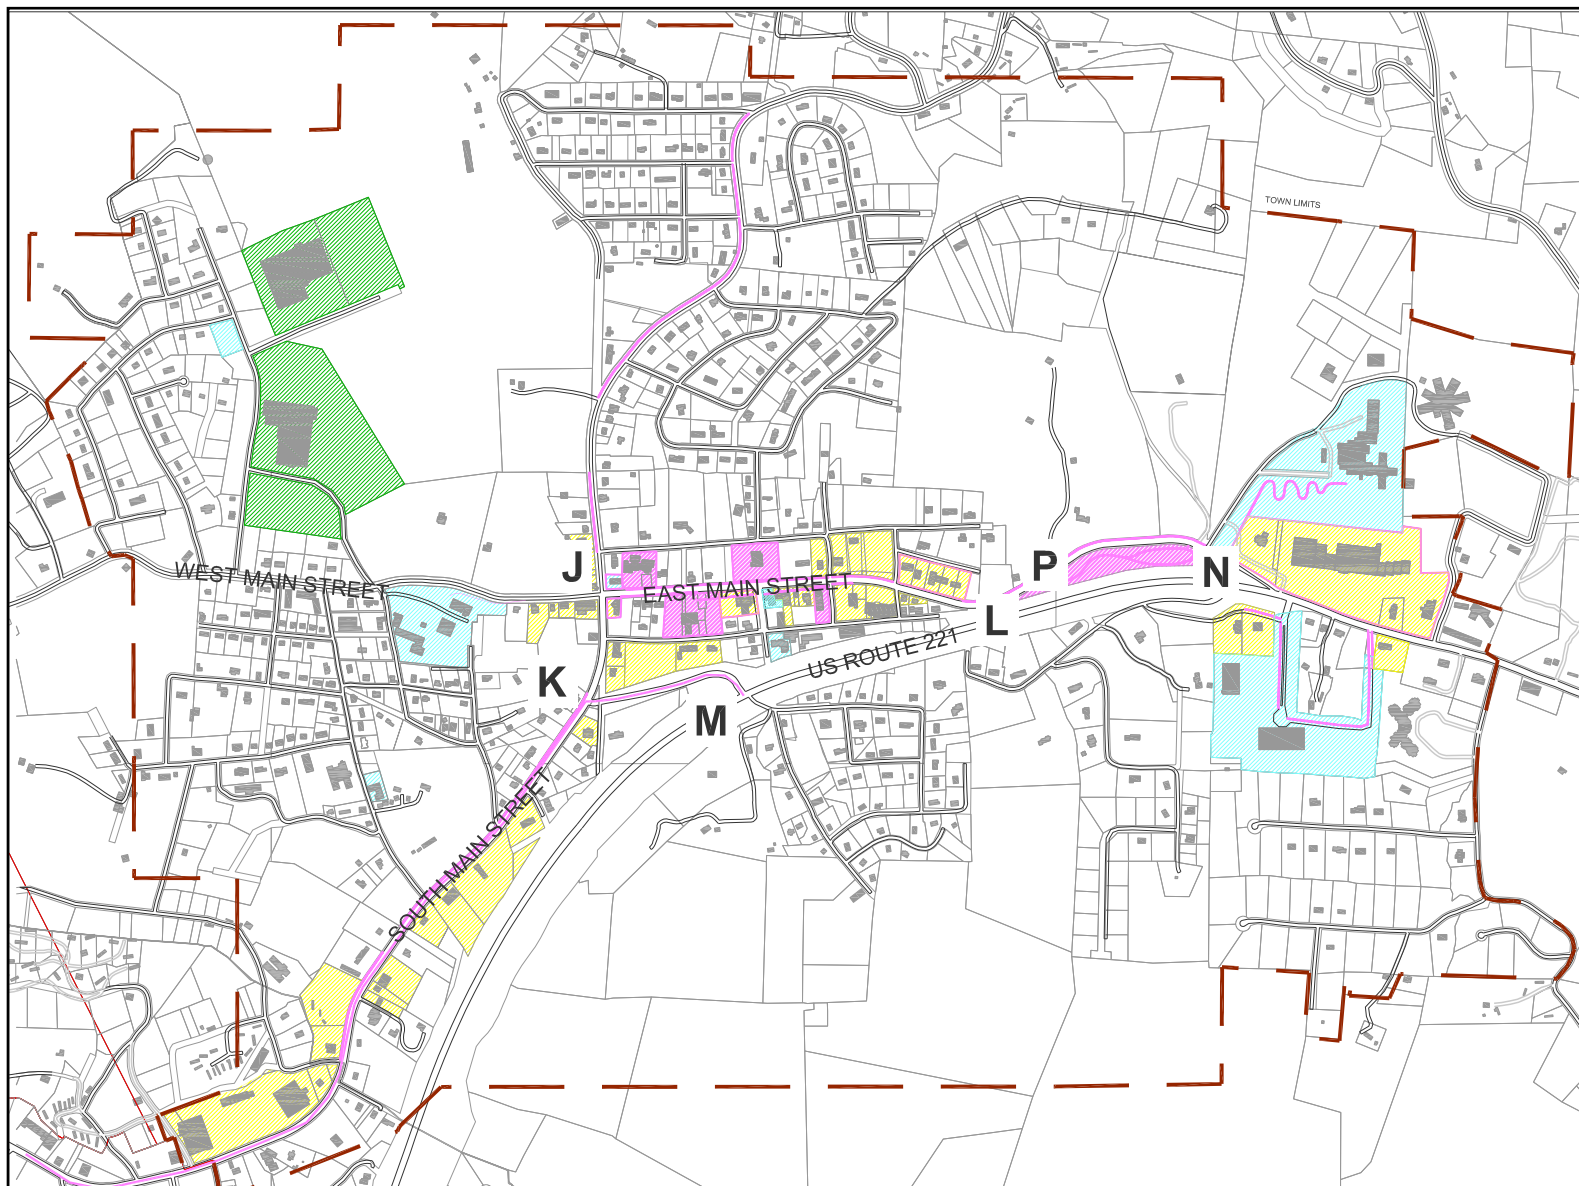 TOWN LIMITS
J
P
N
WEST MAIN STREET
EAST MAIN STREET
L
US ROUTE 221
K
M
SOUTH MAIN STREET